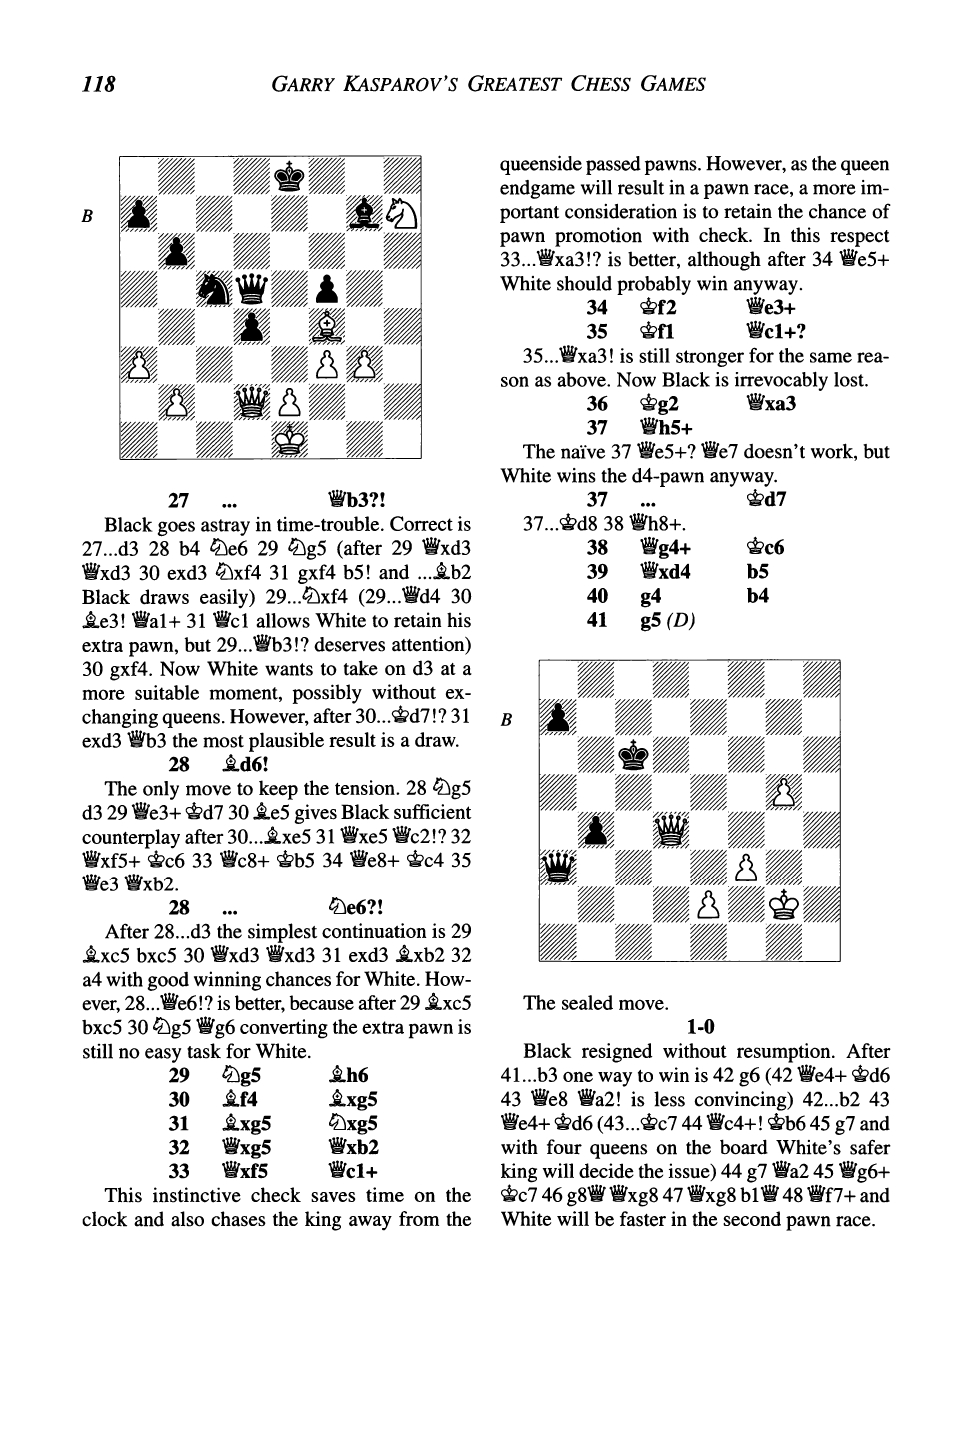 118
GARRY KASPAROV'S GREATEST CHESS GAMES
B
27 ... ♕b3?!
Black goes astray in time-trouble. Correct is
27...d3 28 b4 ♘e6 29 ♘g5 (after 29 ♕xd3
♕xd3 30 exd3 ♘xf4 31 gxf4 b5! and ...♗b2
Black draws easily) 29...♘xf4 (29...♕d4 30
♗e3! ♕a1+ 31 ♕c1 allows White to retain his
extra pawn, but 29...♕b3!? deserves attention)
30 gxf4. Now White wants to take on d3 at a
more suitable moment, possibly without ex-
changing queens. However, after 30...♔d7!? 31
exd3 ♕b3 the most plausible result is a draw.
28 ♗d6!
The only move to keep the tension. 28 ♘g5
d3 29 ♕e3+ ♔d7 30 ♗e5 gives Black sufficient
counterplay after 30...♗xe5 31 ♕xe5 ♕c2!? 32
♕xf5+ ♔c6 33 ♕c8+ ♔b5 34 ♕e8+ ♔c4 35
♕e3 ♕xb2.
28 ... ♘e6?!
After 28...d3 the simplest continuation is 29
♗xc5 bxc5 30 ♕xd3 ♕xd3 31 exd3 ♗xb2 32
a4 with good winning chances for White. How-
ever, 28...♕e6!? is better, because after 29 ♗xc5
bxc5 30 ♘g5 ♕g6 converting the extra pawn is
still no easy task for White.
29 ♘g5 ♗h6
30 ♗f4 ♗xg5
31 ♗xg5 ♘xg5
32 ♕xg5 ♕xb2
33 ♕xf5 ♕c1+
This instinctive check saves time on the
clock and also chases the king away from the
queenside passed pawns. However, as the queen
endgame will result in a pawn race, a more im-
portant consideration is to retain the chance of
pawn promotion with check. In this respect
33...♕xa3!? is better, although after 34 ♕e5+
White should probably win anyway.
34 ♔f2 ♕e3+
35 ♔f1 ♕c1+?
35...♕xa3! is still stronger for the same rea-
son as above. Now Black is irrevocably lost.
36 ♔g2 ♕xa3
37 ♕h5+
The naïve 37 ♕e5+? ♕e7 doesn't work, but
White wins the d4-pawn anyway.
37 ... ♔d7
37...♔d8 38 ♕h8+.
38 ♕g4+ ♔c6
39 ♕xd4 b5
40 g4 b4
41 g5 (D)
B
The sealed move.
1-0
Black resigned without resumption. After
41...b3 one way to win is 42 g6 (42 ♕e4+ ♔d6
43 ♕e8 ♕a2! is less convincing) 42...b2 43
♕e4+ ♔d6 (43...♔c7 44 ♕c4+! ♔b6 45 g7 and
with four queens on the board White's safer
king will decide the issue) 44 g7 ♕a2 45 ♕g6+
♔c7 46 g8♕ ♕xg8 47 ♕xg8 b1♕ 48 ♕f7+ and
White will be faster in the second pawn race.